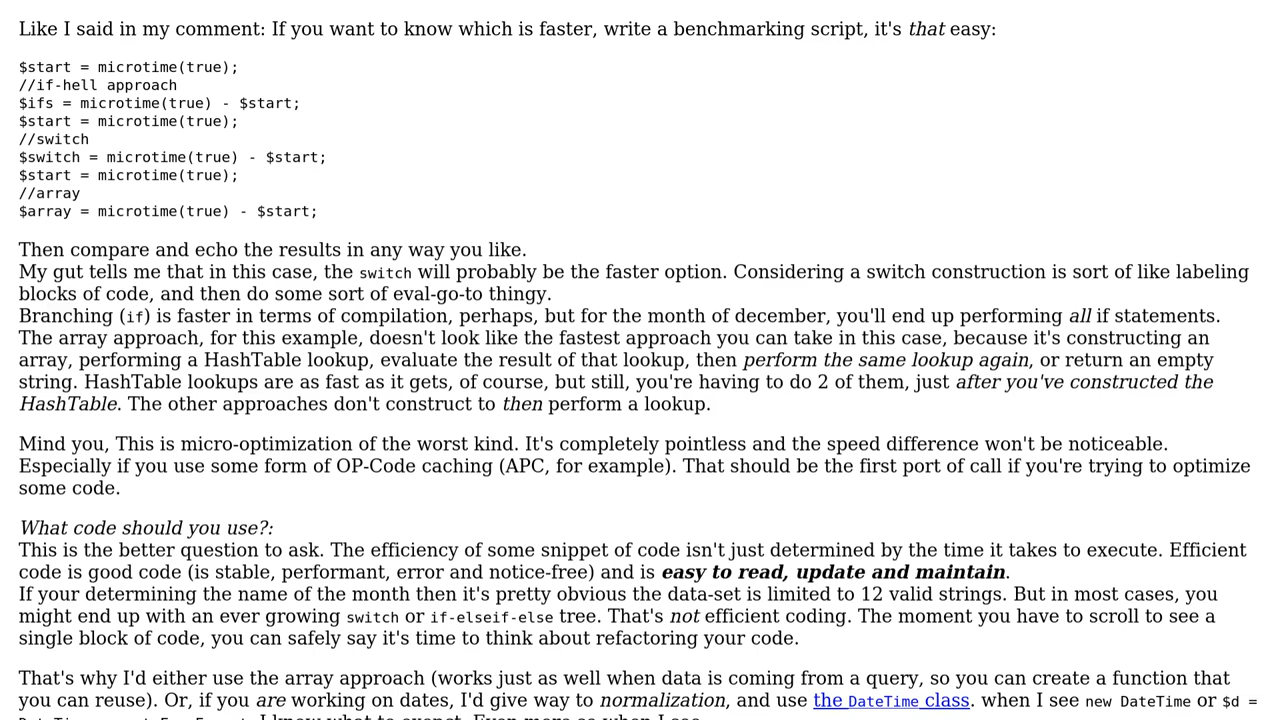 Like I said in my comment: If you want to know which is faster, write a benchmarking script, it's that easy:
$start = microtime(true);
//if-hell approach
$ifs = microtime(true) - $start;
$start = microtime(true);
//switch
$switch = microtime(true) - $start;
$start = microtime(true);
//array
$array = microtime(true) - $start;
Then compare and echo the results in any way you like.
My gut tells me that in this case, the switch will probably be the faster option. Considering a switch construction is sort of like labeling
blocks of code, and then do some sort of eval-go-to thingy.
Branching (if) is faster in terms of compilation, perhaps, but for the month of december, you'll end up performing all if statements.
The array approach, for this example, doesn't look like the fastest approach you can take in this case, because it's constructing an
array, performing a HashTable lookup, evaluate the result of that lookup, then perform the same lookup again, or return an empty
string. HashTable lookups are as fast as it gets, of course, but still, you're having to do 2 of them, just after you've constructed the
HashTable. The other approaches don't construct to then perform a lookup.
Mind you, This is micro-optimization of the worst kind. It's completely pointless and the speed difference won't be noticeable.
Especially if you use some form of OP-Code caching (APC, for example). That should be the first port of call if you're trying to optimize
some code.
What code should you use?:
This is the better question to ask. The efficiency of some snippet of code isn't just determined by the time it takes to execute. Efficient
code is good code (is stable, performant, error and notice-free) and is easy to read, update and maintain.
If your determining the name of the month then it's pretty obvious the data-set is limited to 12 valid strings. But in most cases, you
might end up with an ever growing switch or if-elseif-else tree. That's not efficient coding. The moment you have to scroll to see a
single block of code, you can safely say it's time to think about refactoring your code.
That's why I'd either use the array approach (works just as well when data is coming from a query, so you can create a function that
you can reuse). Or, if you are working on dates, I'd give way to normalization, and use the DateTime class. when I see new DateTime or $d =